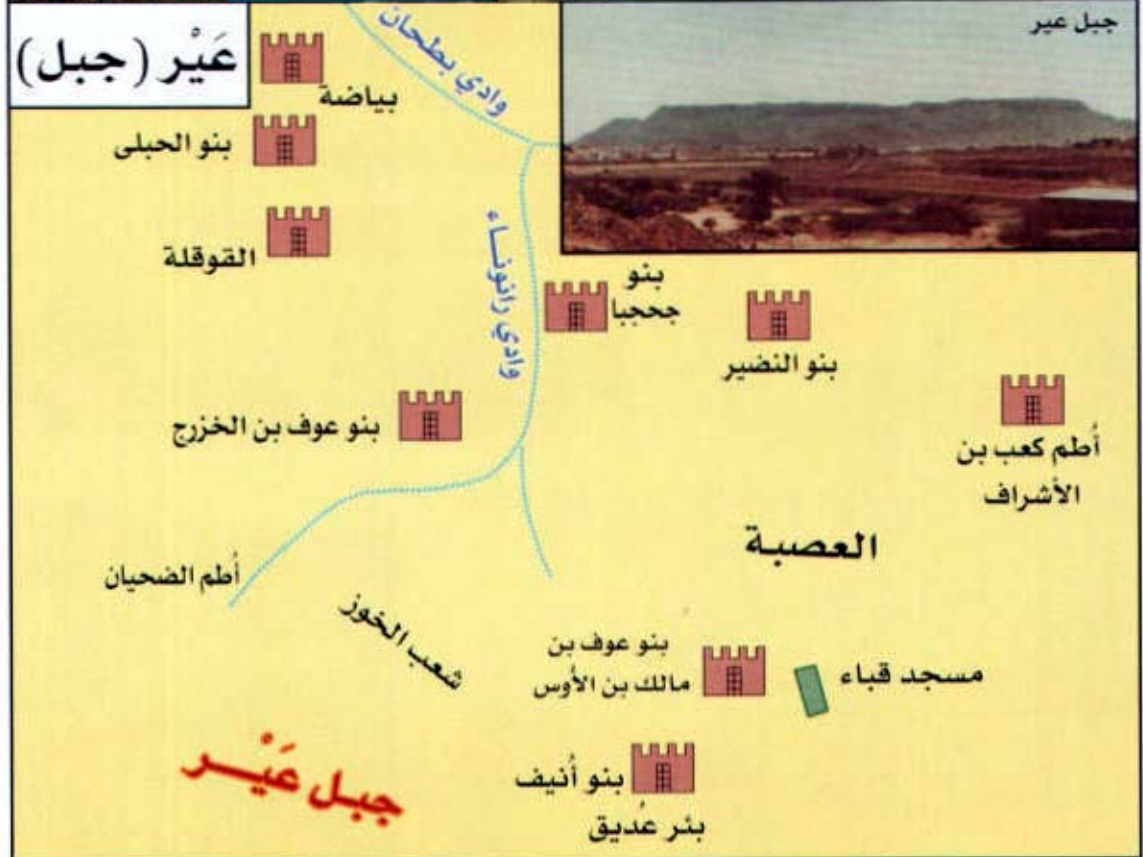 عَيْر (جبل)
جبل عير
وادي بطحان
بياضة
بنو الحبلى
القوقلة
وادي رانوناء
بنو
جحجبا
بنو النضير
أُطم كعب بن
الأشراف
بنو عوف بن الخزرج
العصبة
أُطم الضحيان
شعب الخوز
بنو عوف بن
مالك بن الأوس
مسجد قباء
جبل عَيْر
بنو أُنيف
بئر عُديق